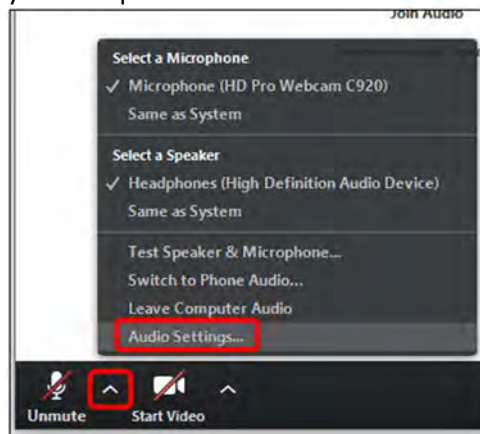 Join Audio
Select a Microphone
✓ Microphone (HD Pro Webcam C920)
Same as System
Select a Speaker
✓ Headphones (High Definition Audio Device)
Same as System
Test Speaker & Microphone...
Switch to Phone Audio...
Leave Computer Audio
Audio Settings...
Unmute
Start Video